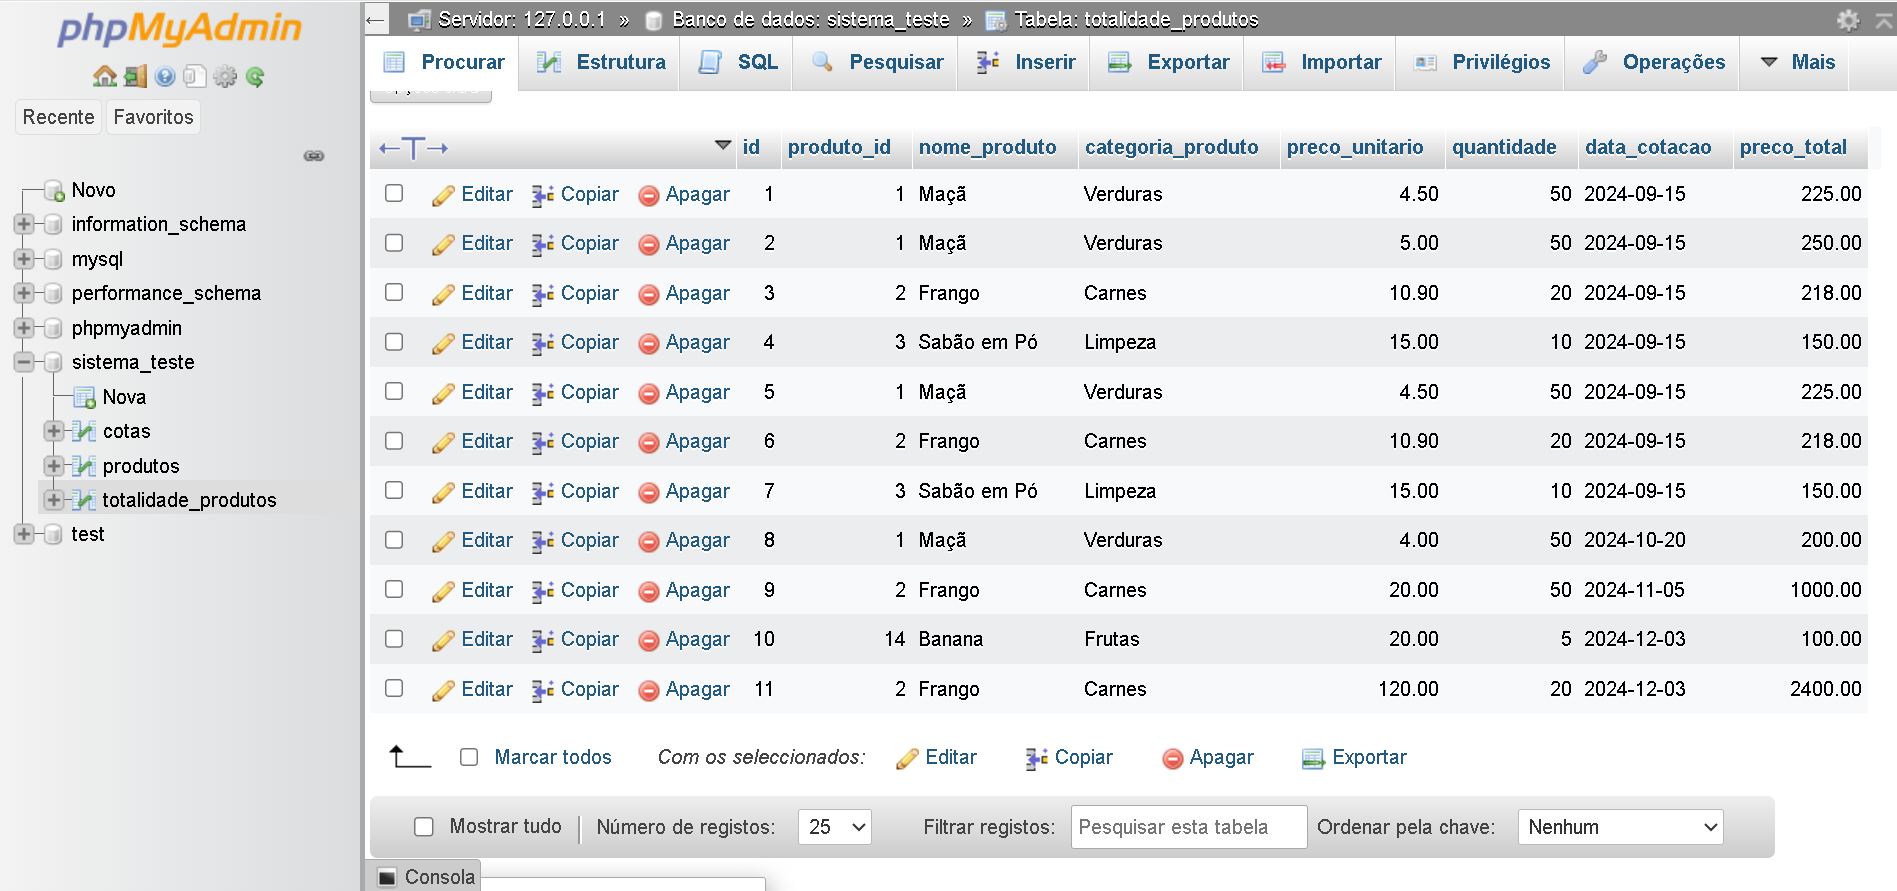 phpMyAdmin
Recente Favoritos
Novo
information_schema
mysql
performance_schema
phpmyadmin
sistema_teste
Nova
cotas
produtos
totalidade_produtos
test
Servidor: 127.0.0.1 » Banco de dados: sistema_teste » Tabela: totalidade_produtos
Procurar Estrutura SQL Pesquisar Inserir Exportar Importar Privilégios Operações Mais
←T→ id produto_id nome_produto categoria_produto preco_unitario quantidade data_cotacao preco_total
Editar Copiar Apagar 1 1 Maçã Verduras 4.50 50 2024-09-15 225.00
Editar Copiar Apagar 2 1 Maçã Verduras 5.00 50 2024-09-15 250.00
Editar Copiar Apagar 3 2 Frango Carnes 10.90 20 2024-09-15 218.00
Editar Copiar Apagar 4 3 Sabão em Pó Limpeza 15.00 10 2024-09-15 150.00
Editar Copiar Apagar 5 1 Maçã Verduras 4.50 50 2024-09-15 225.00
Editar Copiar Apagar 6 2 Frango Carnes 10.90 20 2024-09-15 218.00
Editar Copiar Apagar 7 3 Sabão em Pó Limpeza 15.00 10 2024-09-15 150.00
Editar Copiar Apagar 8 1 Maçã Verduras 4.00 50 2024-10-20 200.00
Editar Copiar Apagar 9 2 Frango Carnes 20.00 50 2024-11-05 1000.00
Editar Copiar Apagar 10 14 Banana Frutas 20.00 5 2024-12-03 100.00
Editar Copiar Apagar 11 2 Frango Carnes 120.00 20 2024-12-03 2400.00
Marcar todos Com os seleccionados: Editar Copiar Apagar Exportar
Mostrar tudo Número de registos: 25 Filtrar registos: Pesquisar esta tabela Ordenar pela chave: Nenhum
Consola